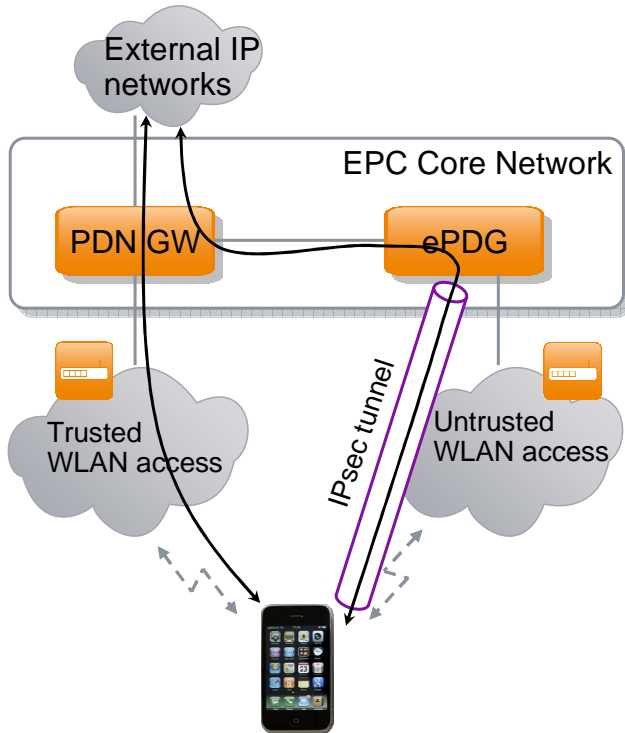 External IP
networks
EPC Core Network
PDN GW
ePDG
Trusted
WLAN access
IPsec tunnel
Untrusted
WLAN access